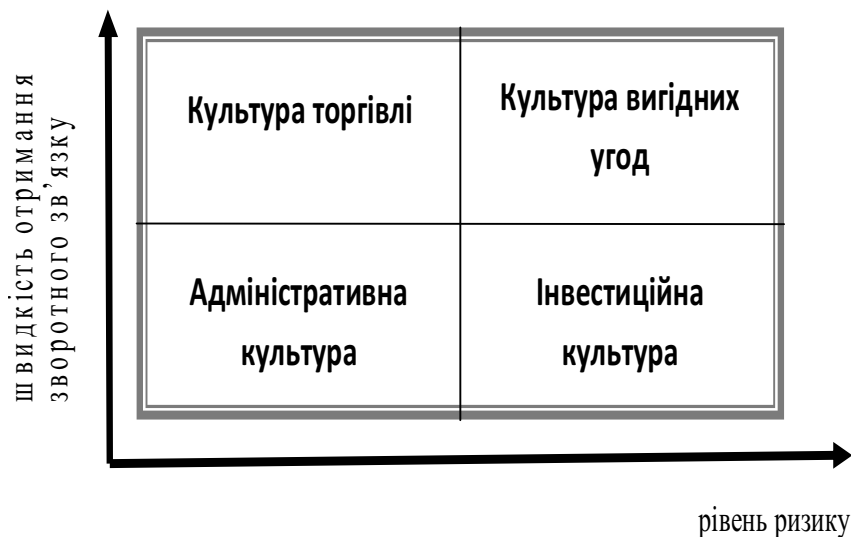 швидкість отримання
зворотного зв’язку
Культура торгівлі
Культура вигідних
угод
Адміністративна
культура
Інвестиційна
культура
рівень ризику